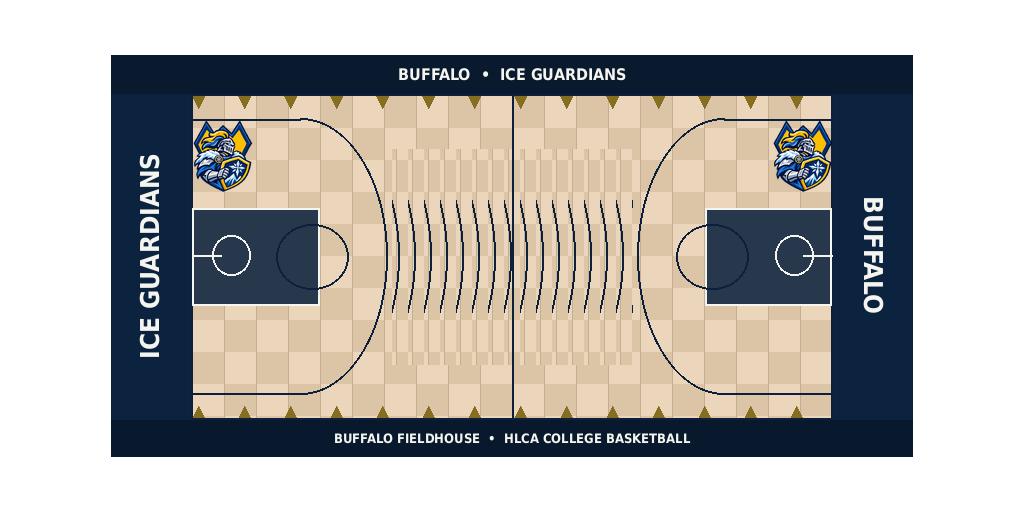 BUFFALO • ICE GUARDIANS
ICE GUARDIANS
BUFFALO
BUFFALO FIELDHOUSE • HLCA COLLEGE BASKETBALL